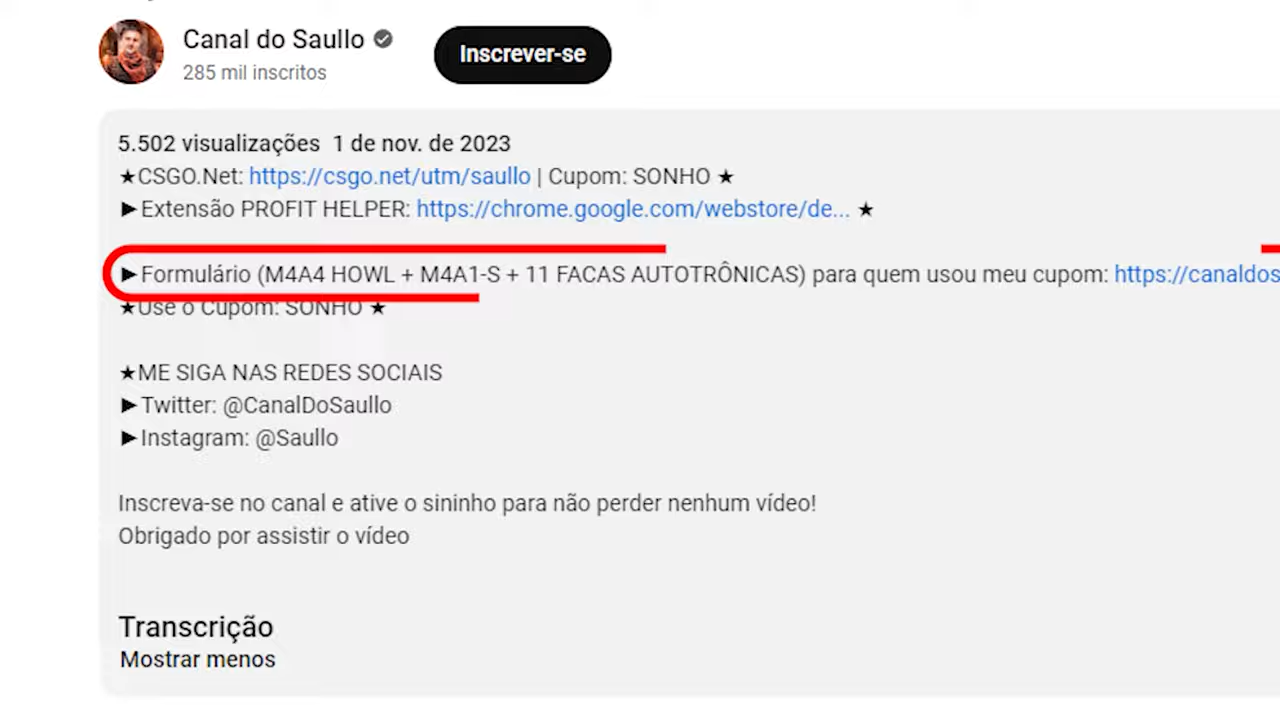 Canal do Saullo
285 mil inscritos
Inscrever-se
5.502 visualizações 1 de nov. de 2023
★CSGO.Net: https://csgo.net/utm/saullo | Cupom: SONHO ★
►Extensão PROFIT HELPER: https://chrome.google.com/webstore/de... ★
►Formulário (M4A4 HOWL + M4A1-S + 11 FACAS AUTOTRÔNICAS) para quem usou meu cupom: https://canaldos
★Use o Cupom: SONHO ★
★ME SIGA NAS REDES SOCIAIS
►Twitter: @CanalDoSaullo
►Instagram: @Saullo
Inscreva-se no canal e ative o sininho para não perder nenhum vídeo!
Obrigado por assistir o vídeo
Transcrição
Mostrar menos